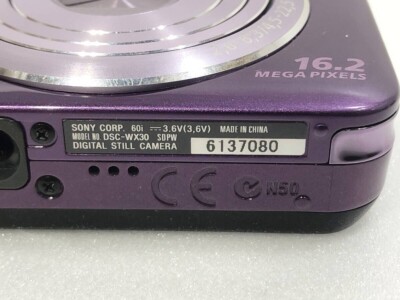 16.2
MEGA PIXELS
SONY CORP. 60i ⎓ 3.6V(3,6V) MADE IN CHINA
MODEL NO DSC-WX30 5DPW
DIGITAL STILL CAMERA 6137080
CE N50